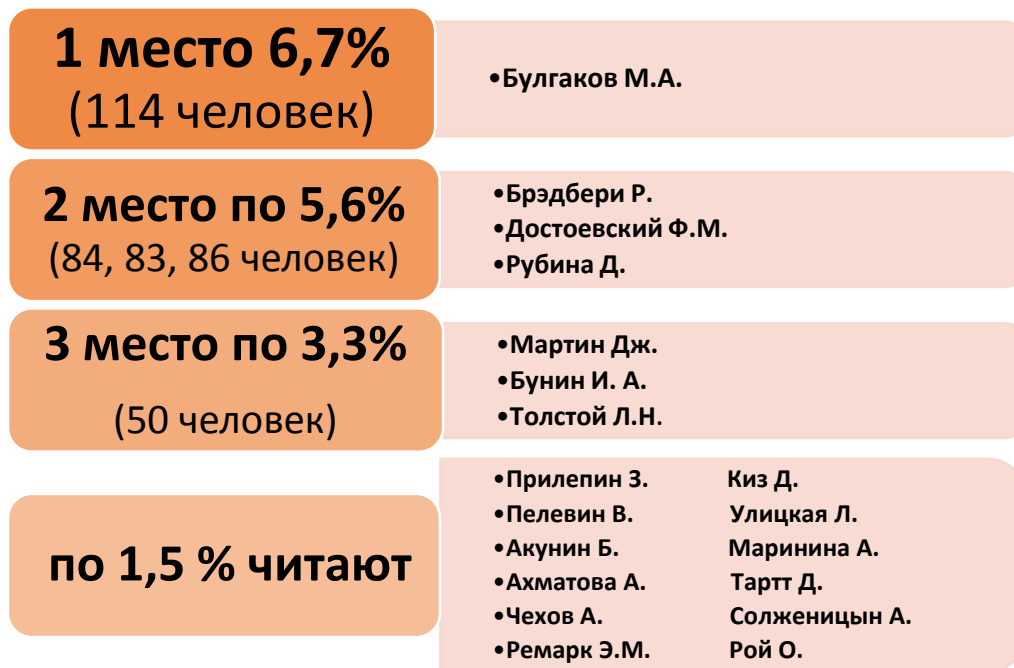 1 место 6,7%
(114 человек)
•Булгаков М.А.
2 место по 5,6%
(84, 83, 86 человек)
•Брэдбери Р.
•Достоевский Ф.М.
•Рубина Д.
3 место по 3,3%
(50 человек)
•Мартин Дж.
•Бунин И. А.
•Толстой Л.Н.
по 1,5 % читают
•Прилепин З. Киз Д.
•Пелевин В. Улицкая Л.
•Акунин Б. Маринина А.
•Ахматова А. Тартт Д.
•Чехов А. Солженицын А.
•Ремарк Э.М. Рой О.